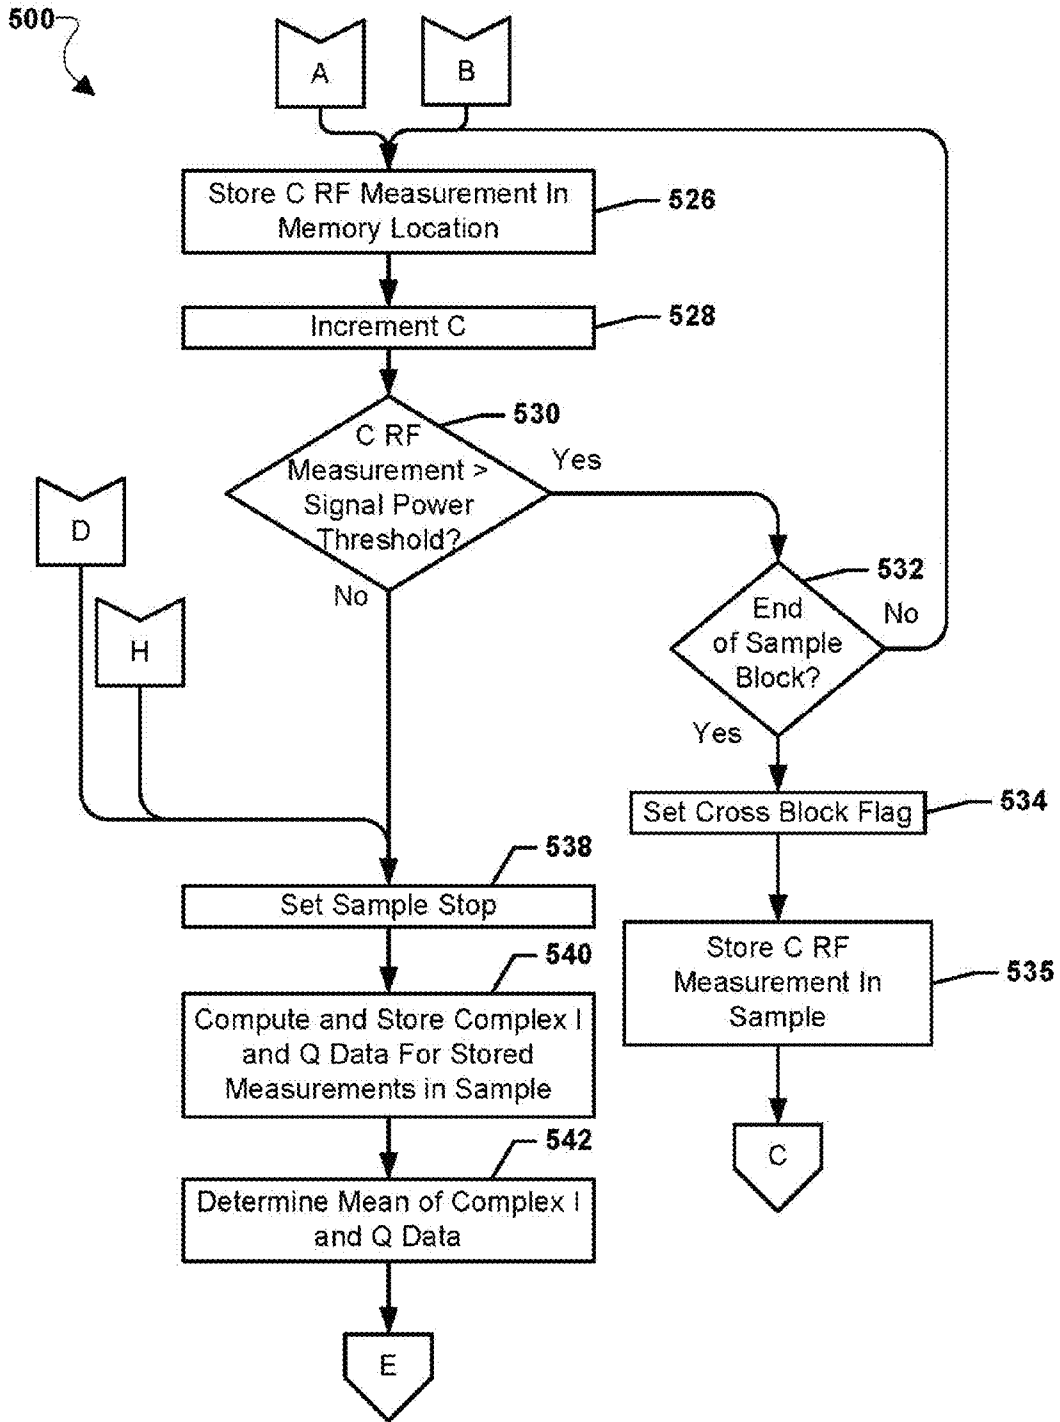 500
A
B
Store C RF Measurement In
Memory Location
526
Increment C
528
530
C RF
Measurement >
Signal Power
Threshold?
Yes
No
D
H
532
End
of Sample
Block?
No
Yes
Set Cross Block Flag
534
538
Set Sample Stop
Store C RF
Measurement In
Sample
535
540
Compute and Store Complex I
and Q Data For Stored
Measurements in Sample
C
542
Determine Mean of Complex I
and Q Data
E